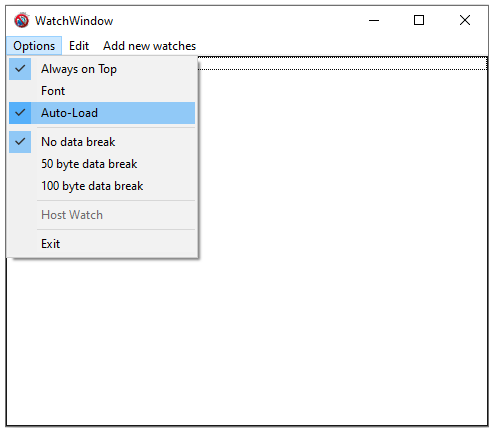 WatchWindow
Options Edit Add new watches
Always on Top
Font
Auto-Load
No data break
50 byte data break
100 byte data break
Host Watch
Exit